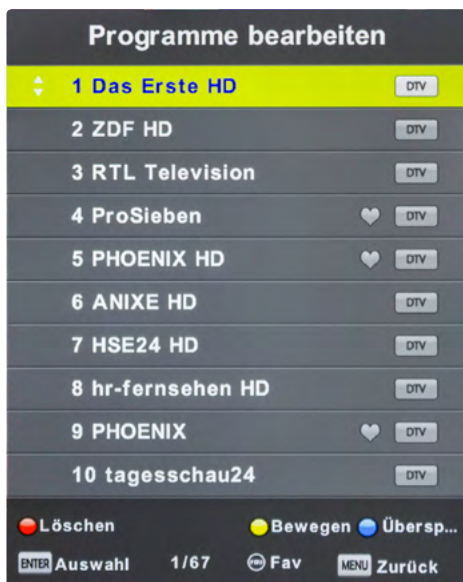 Programme bearbeiten
1 Das Erste HD DTV
2 ZDF HD DTV
3 RTL Television DTV
4 ProSieben DTV
5 PHOENIX HD DTV
6 ANIXE HD DTV
7 HSE24 HD DTV
8 hr-fernsehen HD DTV
9 PHOENIX DTV
10 tagesschau24 DTV
Löschen Bewegen Übersp...
ENTER Auswahl 1/67 FAV Fav MENU Zurück